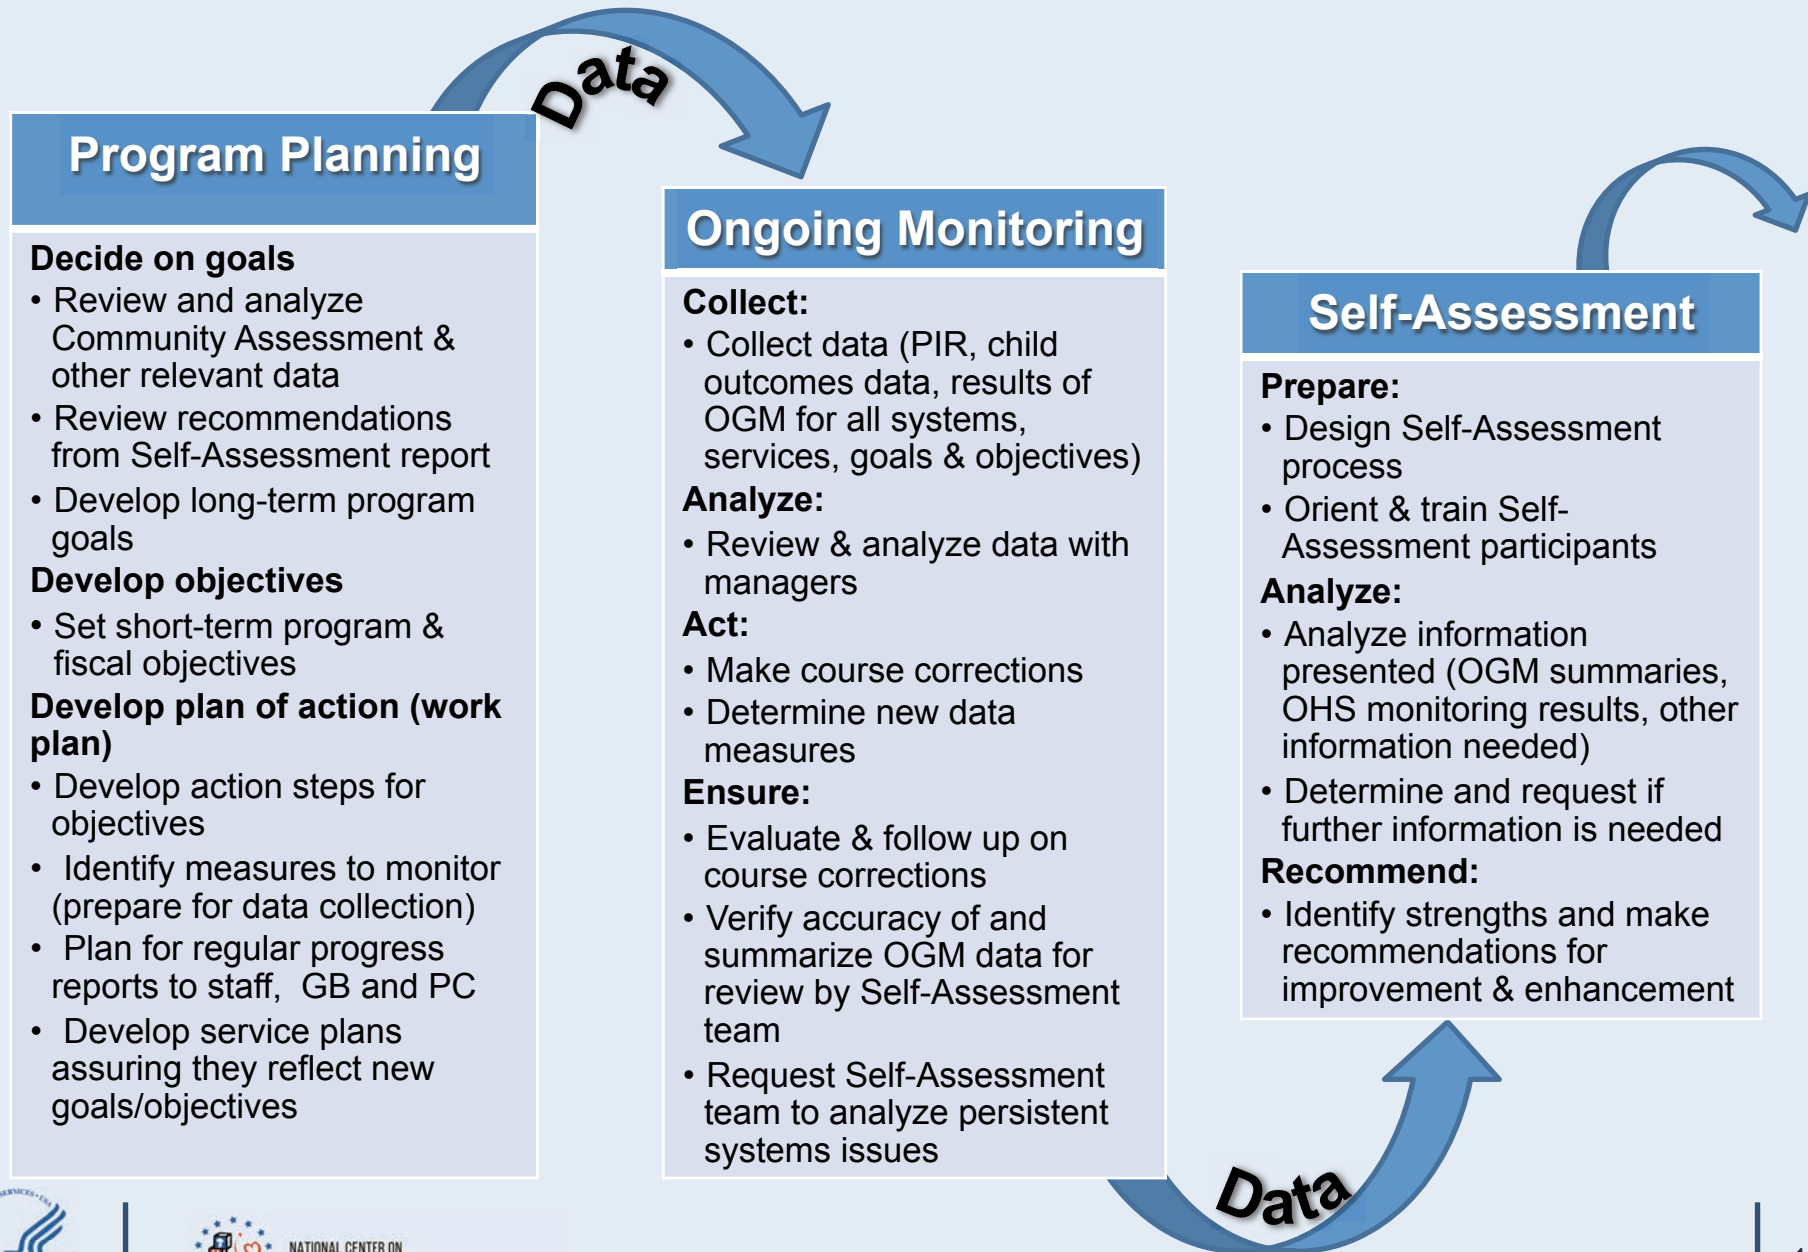 Data
Program Planning
Decide on goals
• Review and analyze
Community Assessment &
other relevant data
• Review recommendations
from Self-Assessment report
• Develop long-term program
goals
Develop objectives
• Set short-term program &
fiscal objectives
Develop plan of action (work
plan)
• Develop action steps for
objectives
• Identify measures to monitor
(prepare for data collection)
• Plan for regular progress
reports to staff, GB and PC
• Develop service plans
assuring they reflect new
goals/objectives
Ongoing Monitoring
Collect:
• Collect data (PIR, child
outcomes data, results of
OGM for all systems,
services, goals & objectives)
Analyze:
• Review & analyze data with
managers
Act:
• Make course corrections
• Determine new data
measures
Ensure:
• Evaluate & follow up on
course corrections
• Verify accuracy of and
summarize OGM data for
review by Self-Assessment
team
• Request Self-Assessment
team to analyze persistent
systems issues
Data
Self-Assessment
Prepare:
• Design Self-Assessment
process
• Orient & train Self-
Assessment participants
Analyze:
• Analyze information
presented (OGM summaries,
OHS monitoring results, other
information needed)
• Determine and request if
further information is needed
Recommend:
• Identify strengths and make
recommendations for
improvement & enhancement
SERVICES • USA
NATIONAL CENTER ON